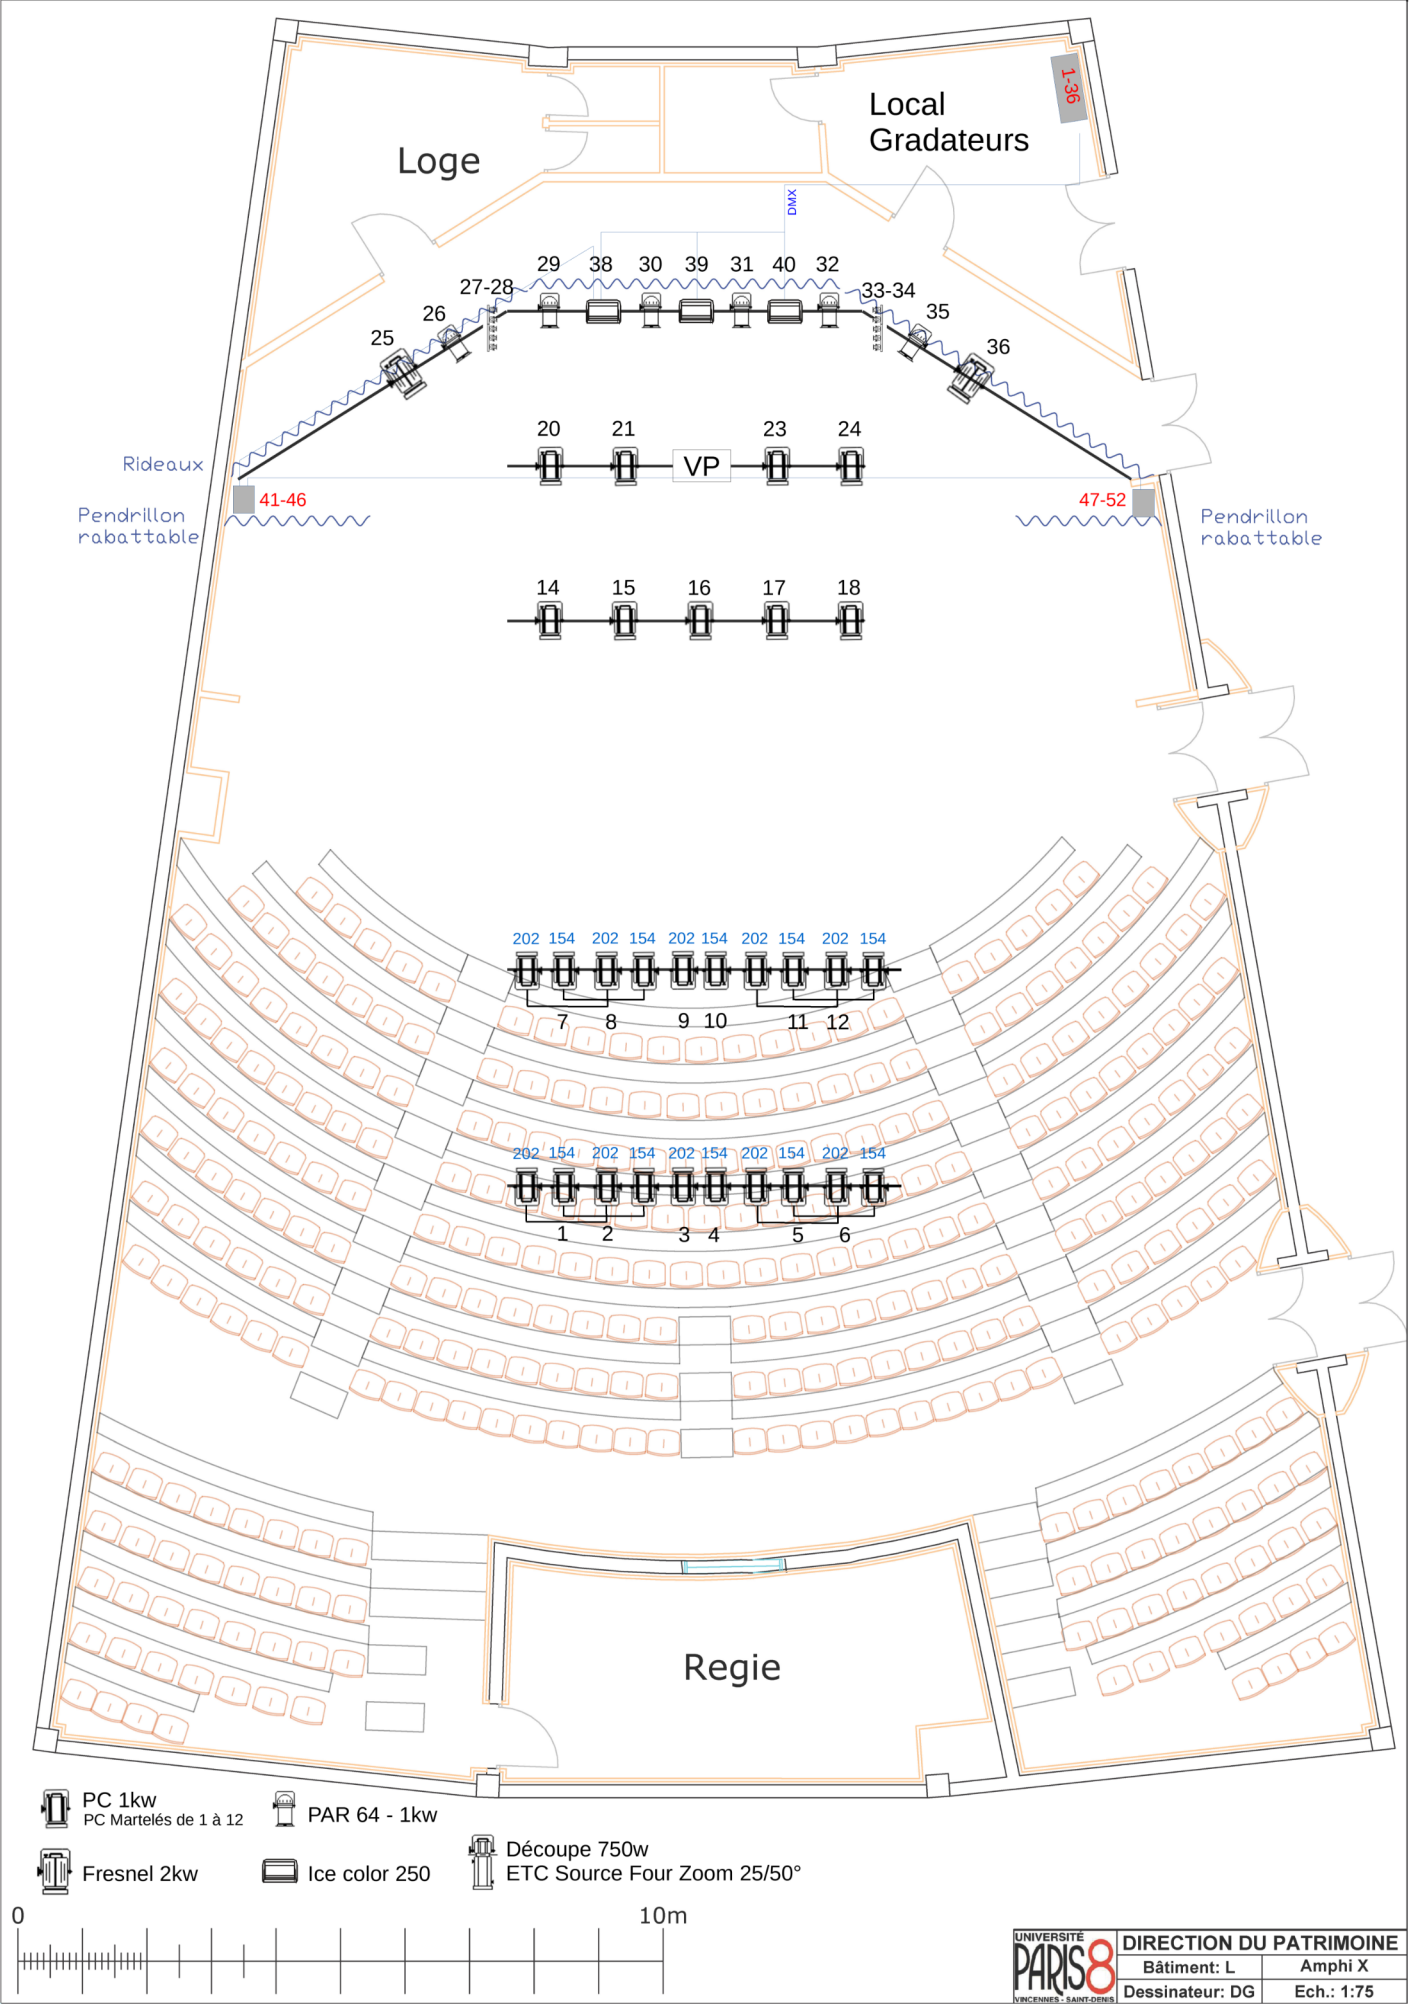 1-36
Local
Gradateurs
Loge
DMX
29 38 30 39 31 40 32
27-28 33-34
26 35
25 36
20 21 23 24
Rideaux
VP
41-46 47-52
Pendrillon
rabattable
Pendrillon
rabattable
14 15 16 17 18
202 154 202 154 202 154 202 154 202 154
7 8 9 10 11 12
202 154 202 154 202 154 202 154 202 154
1 2 3 4 5 6
Regie
PC 1kw
PC Martelés de 1 à 12
PAR 64 - 1kw
Fresnel 2kw
Ice color 250
Découpe 750w
ETC Source Four Zoom 25/50°
0 10m
UNIVERSITÉ
PARIS8
VINCENNES - SAINT-DENIS
DIRECTION DU PATRIMOINE
Bâtiment: L Amphi X
Dessinateur: DG Ech.: 1:75